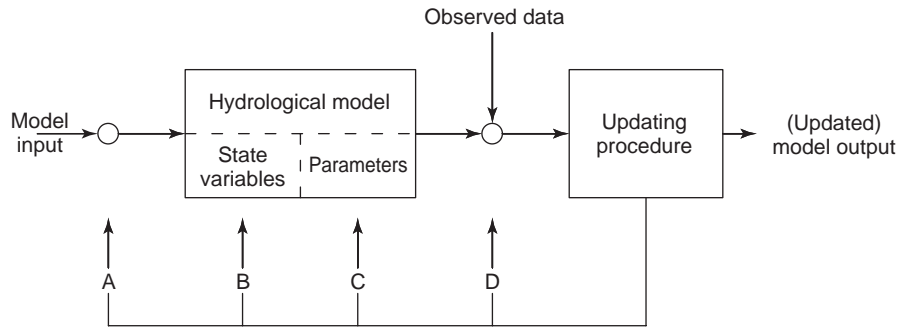 Observed data
Model
input
Hydrological model
State
variables
Parameters
Updating
procedure
(Updated)
model output
A
B
C
D